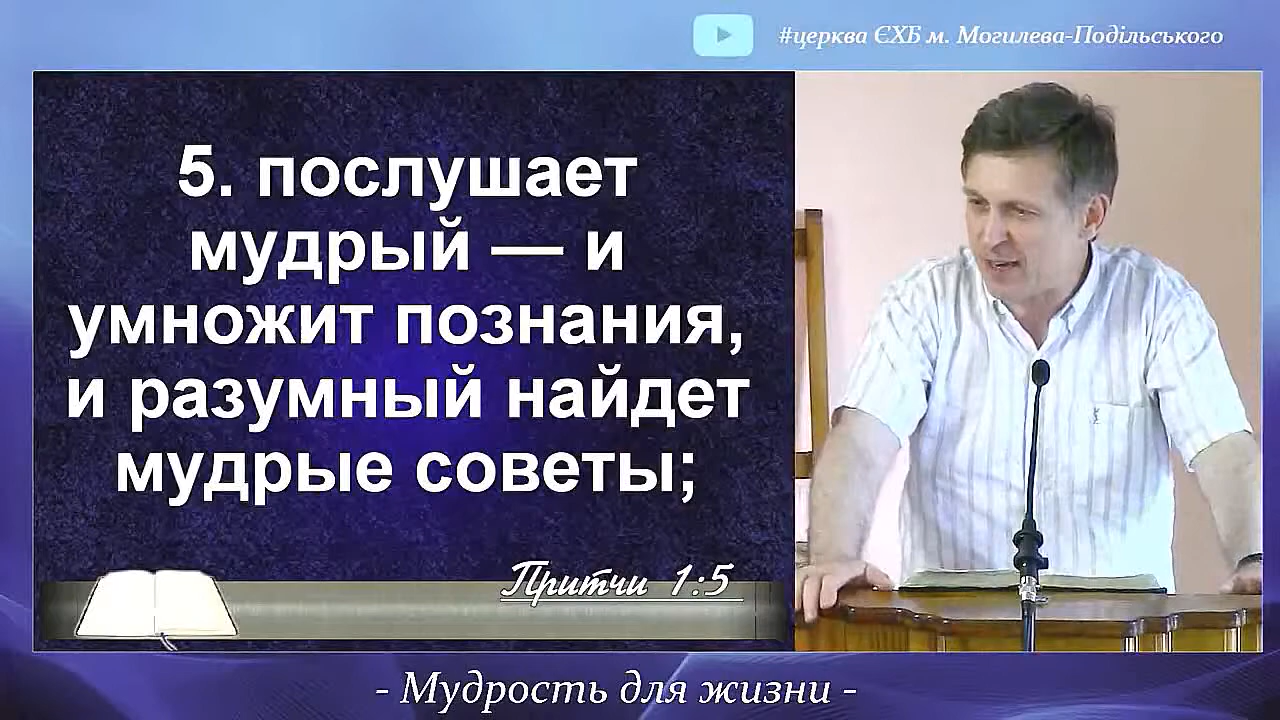 #церква ЄХБ м. Могилева-Подільського
5. послушает
мудрый — и
умножит познания,
и разумный найдет
мудрые советы;
Притчи 1:5
- Мудрость для жизни -